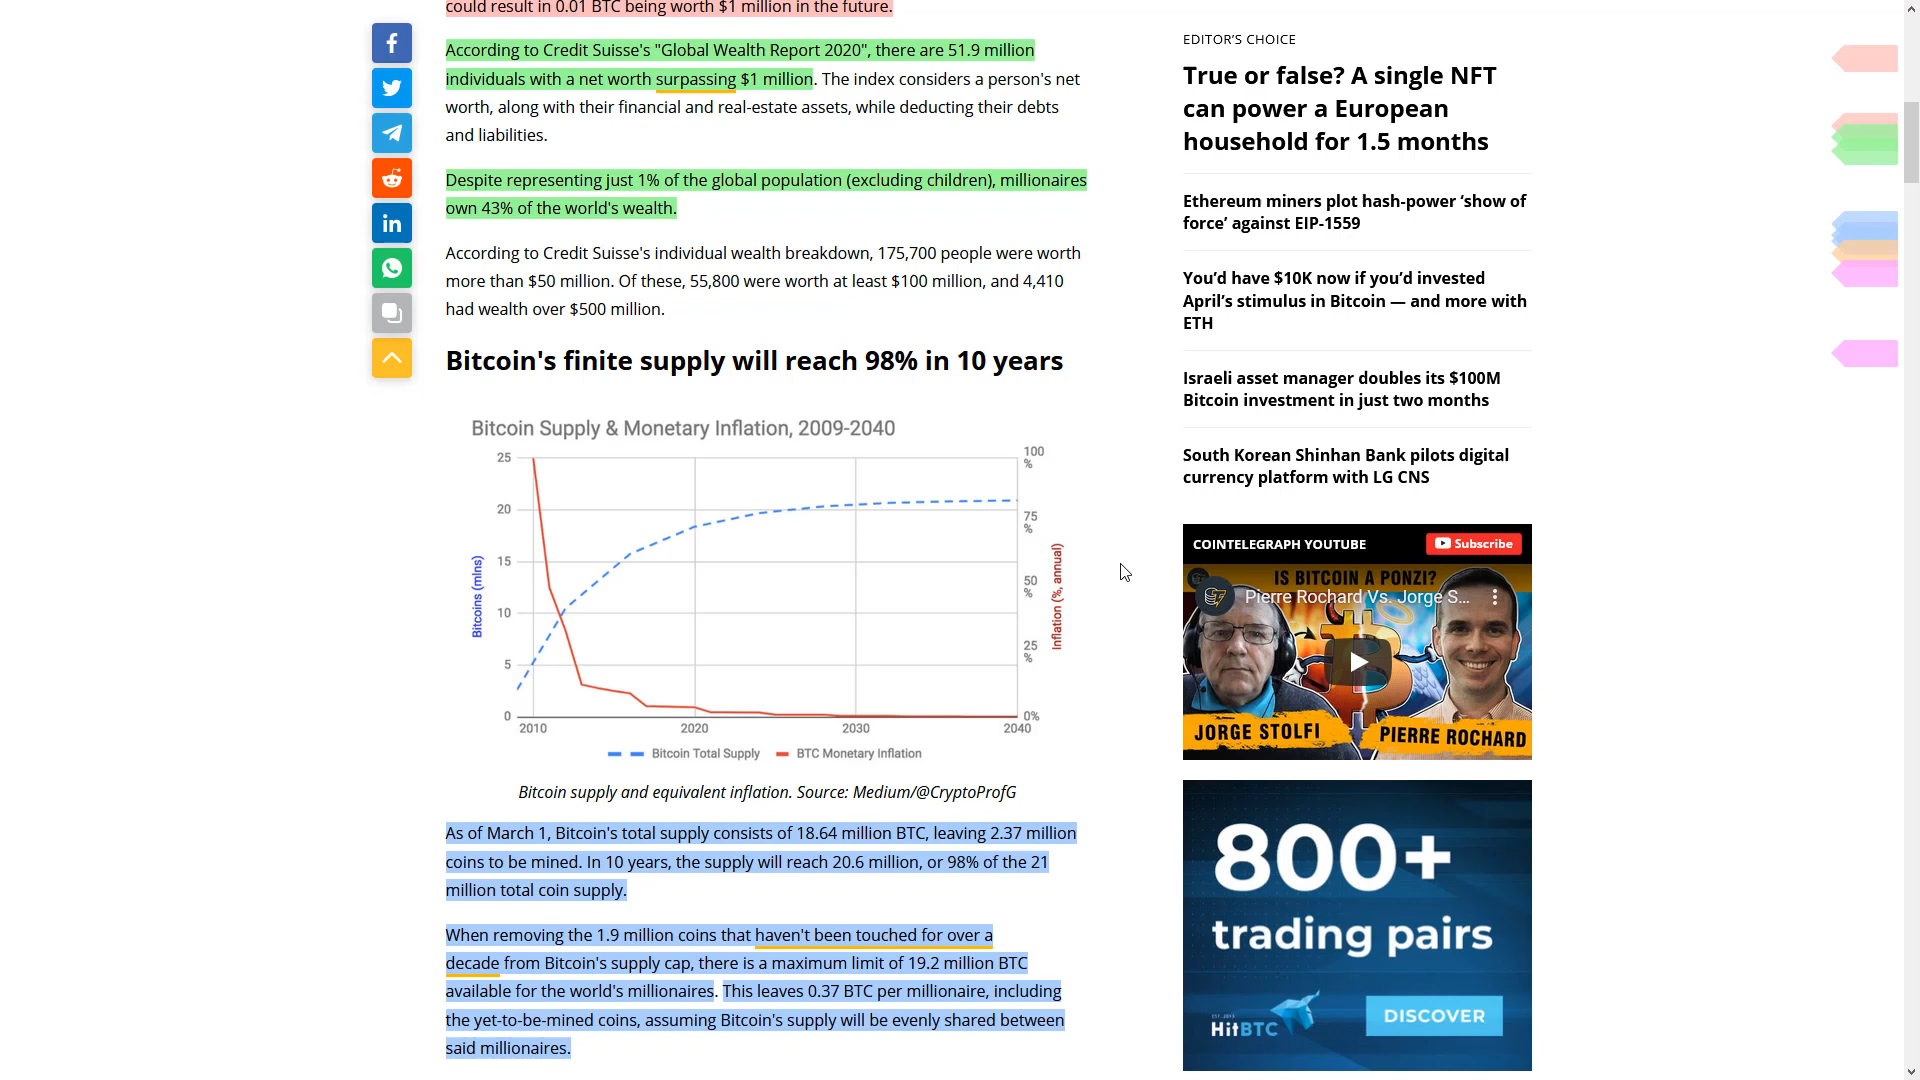 could result in 0.01 BTC being worth $1 million in the future.
According to Credit Suisse's "Global Wealth Report 2020", there are 51.9 million
individuals with a net worth surpassing $1 million. The index considers a person's net
worth, along with their financial and real-estate assets, while deducting their debts
and liabilities.
Despite representing just 1% of the global population (excluding children), millionaires
own 43% of the world's wealth.
According to Credit Suisse's individual wealth breakdown, 175,700 people were worth
more than $50 million. Of these, 55,800 were worth at least $100 million, and 4,410
had wealth over $500 million.
Bitcoin's finite supply will reach 98% in 10 years
Bitcoin Supply & Monetary Inflation, 2009-2040
25
20
15
10
5
0
Bitcoins (mlns)
100
%
75
%
50
%
25
%
0%
Inflation (%, annual)
2010
2020
2030
2040
Bitcoin Total Supply
BTC Monetary Inflation
Bitcoin supply and equivalent inflation. Source: Medium/@CryptoProfG
As of March 1, Bitcoin's total supply consists of 18.64 million BTC, leaving 2.37 million
coins to be mined. In 10 years, the supply will reach 20.6 million, or 98% of the 21
million total coin supply.
When removing the 1.9 million coins that haven't been touched for over a
decade from Bitcoin's supply cap, there is a maximum limit of 19.2 million BTC
available for the world's millionaires. This leaves 0.37 BTC per millionaire, including
the yet-to-be-mined coins, assuming Bitcoin's supply will be evenly shared between
said millionaires.
EDITOR'S CHOICE
True or false? A single NFT
can power a European
household for 1.5 months
Ethereum miners plot hash-power ‘show of
force’ against EIP-1559
You’d have $10K now if you’d invested
April’s stimulus in Bitcoin — and more with
ETH
Israeli asset manager doubles its $100M
Bitcoin investment in just two months
South Korean Shinhan Bank pilots digital
currency platform with LG CNS
COINTELEGRAPH YOUTUBE
Subscribe
IS BITCOIN A PONZI?
Pierre Rochard Vs. Jorge S...
JORGE STOLFI
PIERRE ROCHARD
800+
trading pairs
EST. 2013
HitBTC
DISCOVER